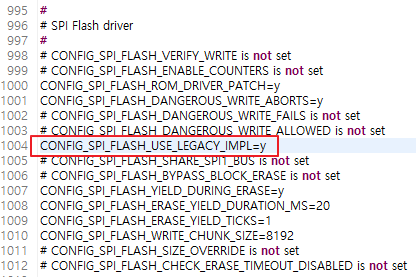 995 #
996 # SPI Flash driver
997 #
998 # CONFIG_SPI_FLASH_VERIFY_WRITE is not set
999 # CONFIG_SPI_FLASH_ENABLE_COUNTERS is not set
1000 CONFIG_SPI_FLASH_ROM_DRIVER_PATCH=y
1001 CONFIG_SPI_FLASH_DANGEROUS_WRITE_ABORTS=y
1002 # CONFIG_SPI_FLASH_DANGEROUS_WRITE_FAILS is not set
1003 # CONFIG_SPI_FLASH_DANGEROUS_WRITE_ALLOWED is not set
1004 CONFIG_SPI_FLASH_USE_LEGACY_IMPL=y
1005 # CONFIG_SPI_FLASH_SHARE_SPI1_BUS is not set
1006 # CONFIG_SPI_FLASH_BYPASS_BLOCK_ERASE is not set
1007 CONFIG_SPI_FLASH_YIELD_DURING_ERASE=y
1008 CONFIG_SPI_FLASH_ERASE_YIELD_DURATION_MS=20
1009 CONFIG_SPI_FLASH_ERASE_YIELD_TICKS=1
1010 CONFIG_SPI_FLASH_WRITE_CHUNK_SIZE=8192
1011 # CONFIG_SPI_FLASH_SIZE_OVERRIDE is not set
1012 # CONFIG_SPI_FLASH_CHECK_ERASE_TIMEOUT_DISABLED is not set